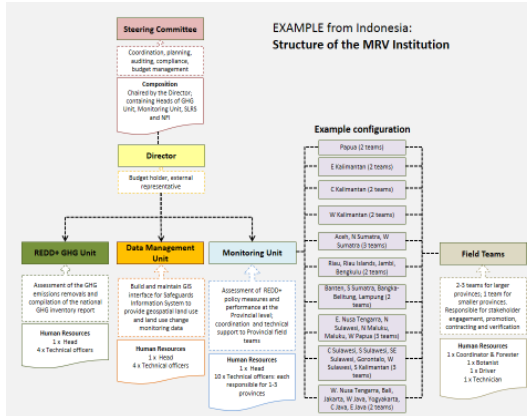 EXAMPLE from Indonesia:
Structure of the MRV Institution
Steering Committee
Coordination, planning,
auditing, compliance,
budget management
Composition
Chaired by the Director;
containing Heads of GHG
Unit, Monitoring Unit, SLRS
and NFI
Director
Budget holder, external
representative
REDD+ GHG Unit
Assessment of the GHG
emissions removals and
compilation of the national
GHG inventory report
Human Resources
1 x Head
4 x Technical officers
Data Management
Unit
Build and maintain GIS
interface for Safeguards
Information System to
provide geospatial land use
and land use change
monitoring data
Human Resources
1 x Head
4 x Technical officers
Monitoring Unit
Assessment of REDD+
policy measures and
performance at the
Provincial level;
coordination and technical
support to Provincial field
teams
Human Resources
1 x Head
10 x Technical officers: each
responsible for 1-3
provinces
Example configuration
Papua (2 teams)
E Kalimantan (2 teams)
C Kalimantan (2 teams)
W Kalimantan (2 teams)
Aceh, N Sumatra, W
Sumatra (3 teams)
Riau, Riau Islands, Jambi,
Bengkulu (2 teams)
Banten, S Sumatra, Bangka-
Belitung, Lampung (3
teams)
E. Nusa Tengarra, N
Sulawesi, N Maluku,
Maluku, W Papua (3 teams)
C Sulawesi, S Sulawesi, SE
Sulawesi, Gorontalo, W
Sulawesi, S Kalimantan (3
teams)
W. Nusa Tengarra, Bali,
Jakarta, W Java, Yogyakarta,
C Java, E Java (2 teams)
Field Teams
2-3 teams for larger
provinces; 1 team for
smaller provinces.
Responsible for stakeholder
engagement, promotion,
contracting and verification
Human Resources
1 x Coordinator & Forester
1 x Botanist
1 x Driver
1 x Technician